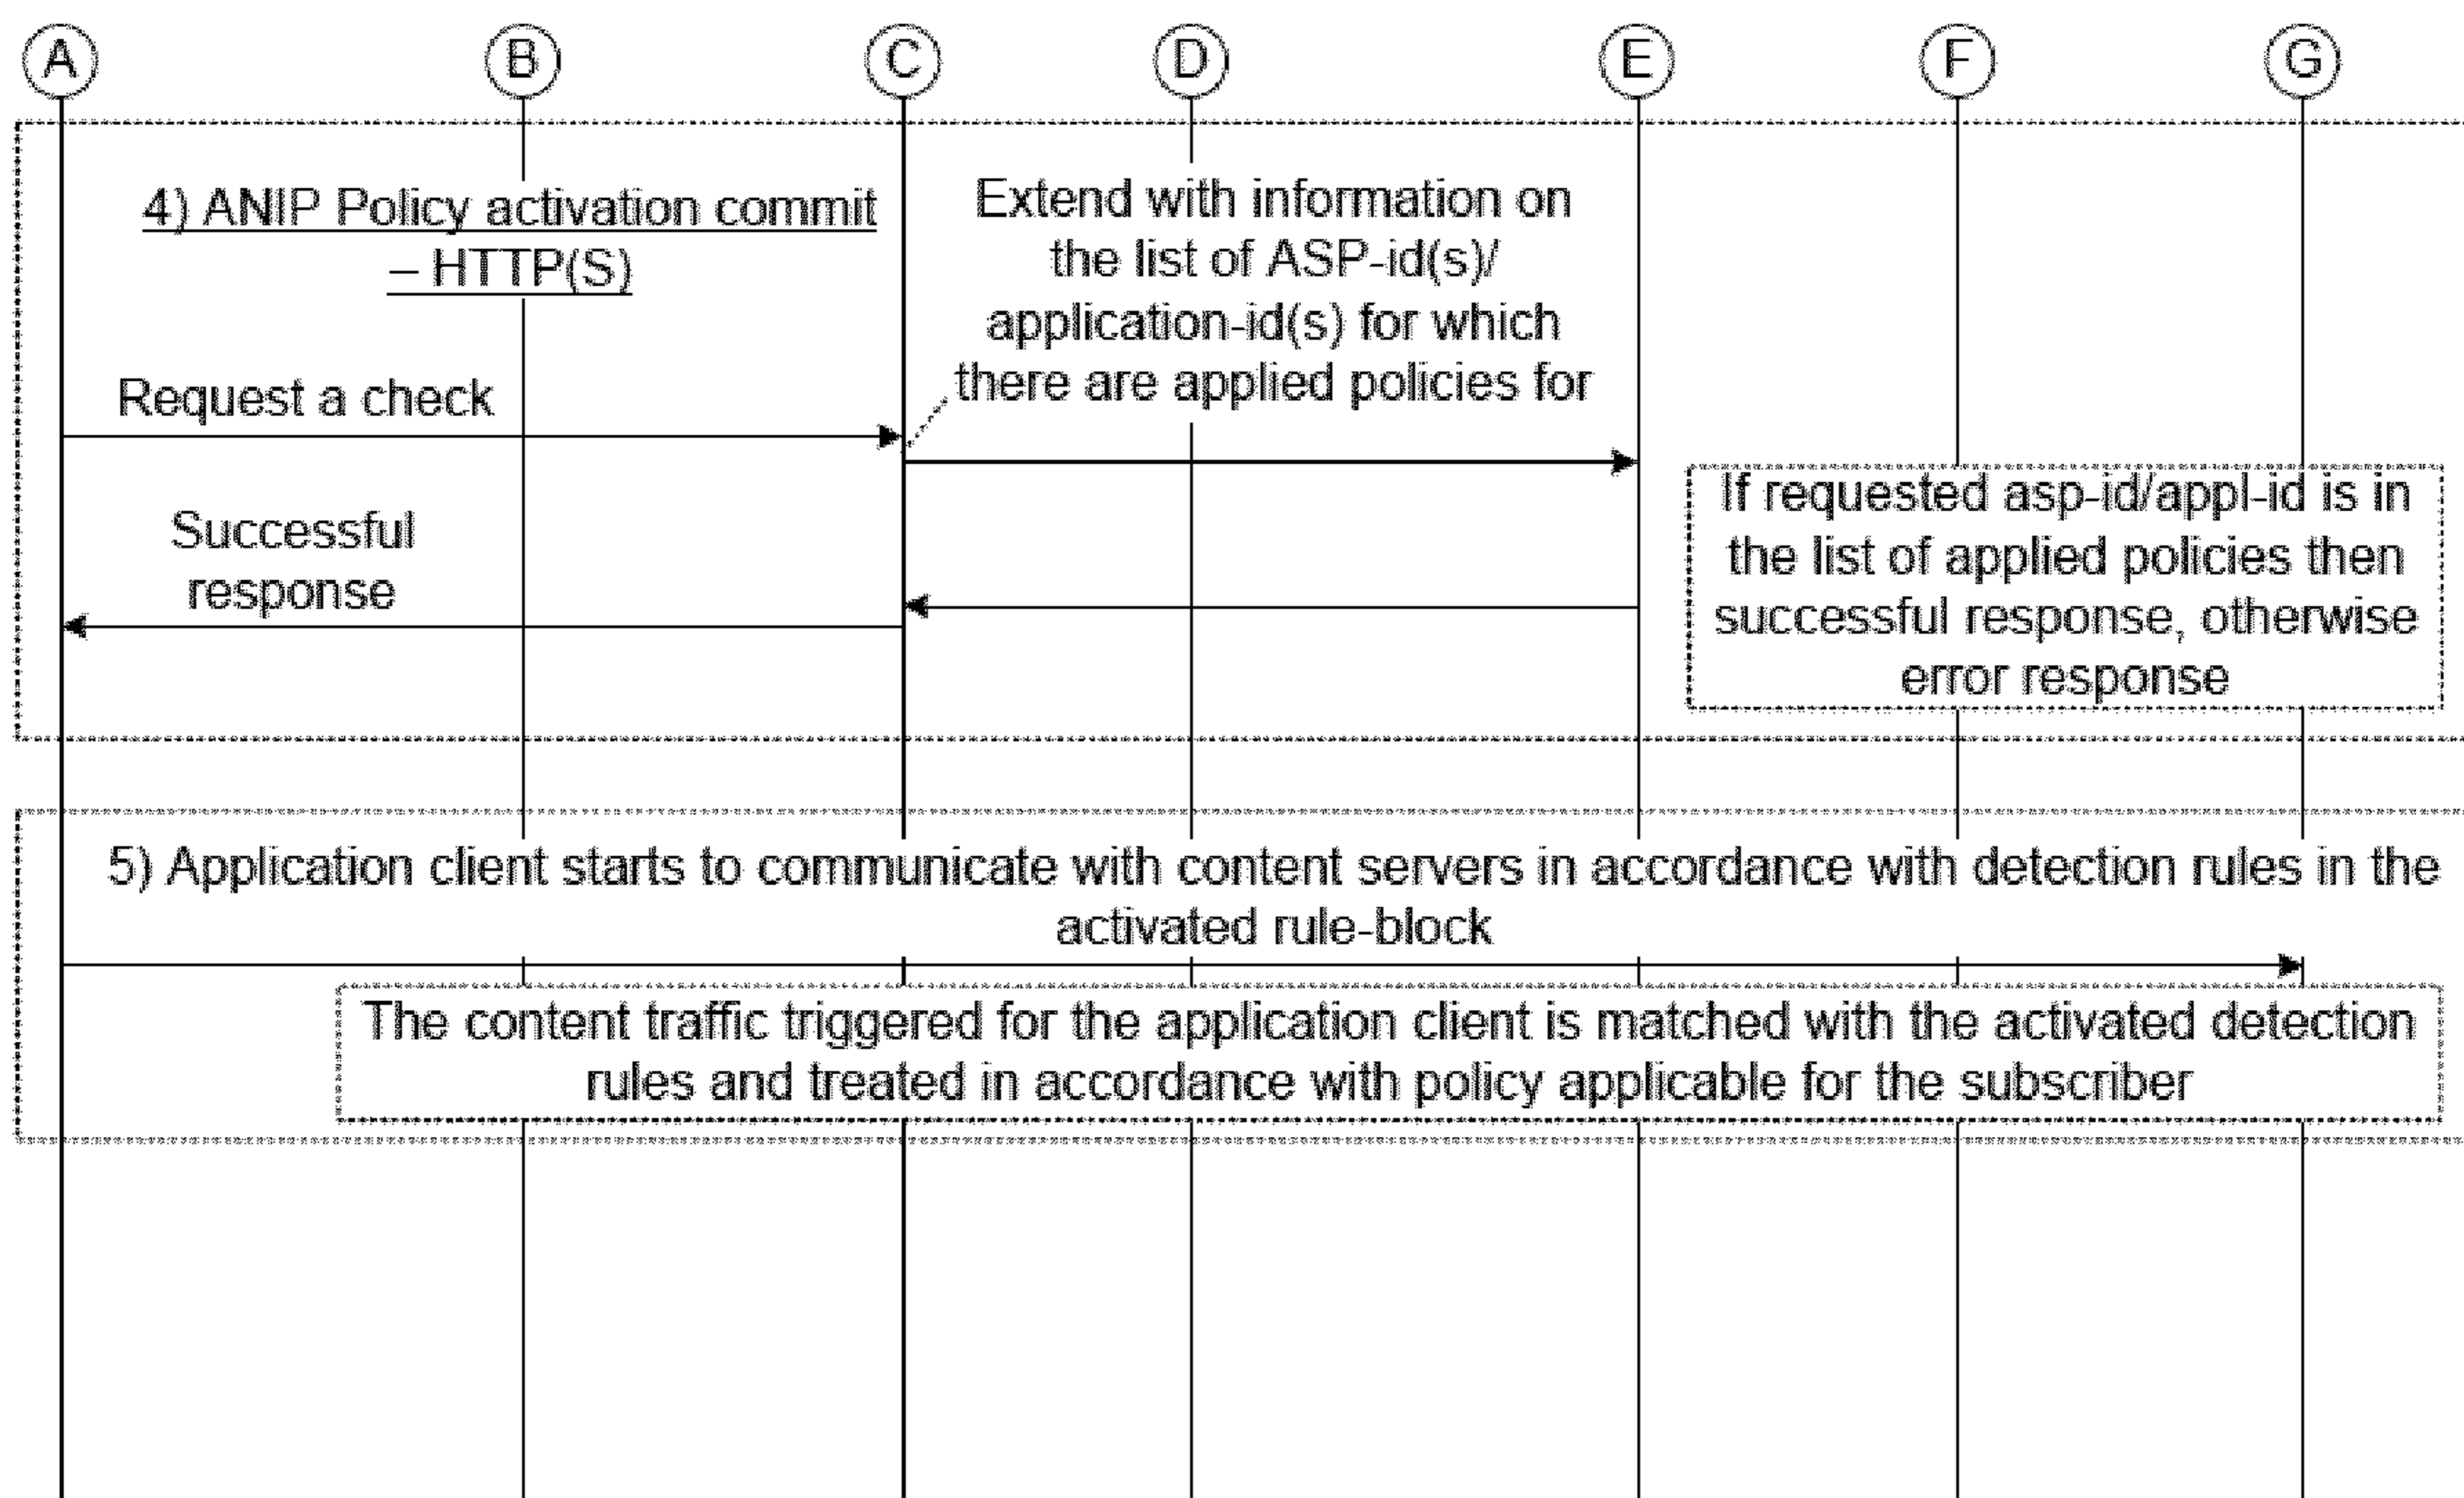 A B C D E F G
4) ANIP Policy activation commit
– HTTP(S)
Extend with information on
the list of ASP-id(s)/
application-id(s) for which
there are applied policies for
Request a check
Successful
response
If requested asp-id/appl-id is in
the list of applied policies then
successful response, otherwise
error response
5) Application client starts to communicate with content servers in accordance with detection rules in the
activated rule-block
The content traffic triggered for the application client is matched with the activated detection
rules and treated in accordance with policy applicable for the subscriber